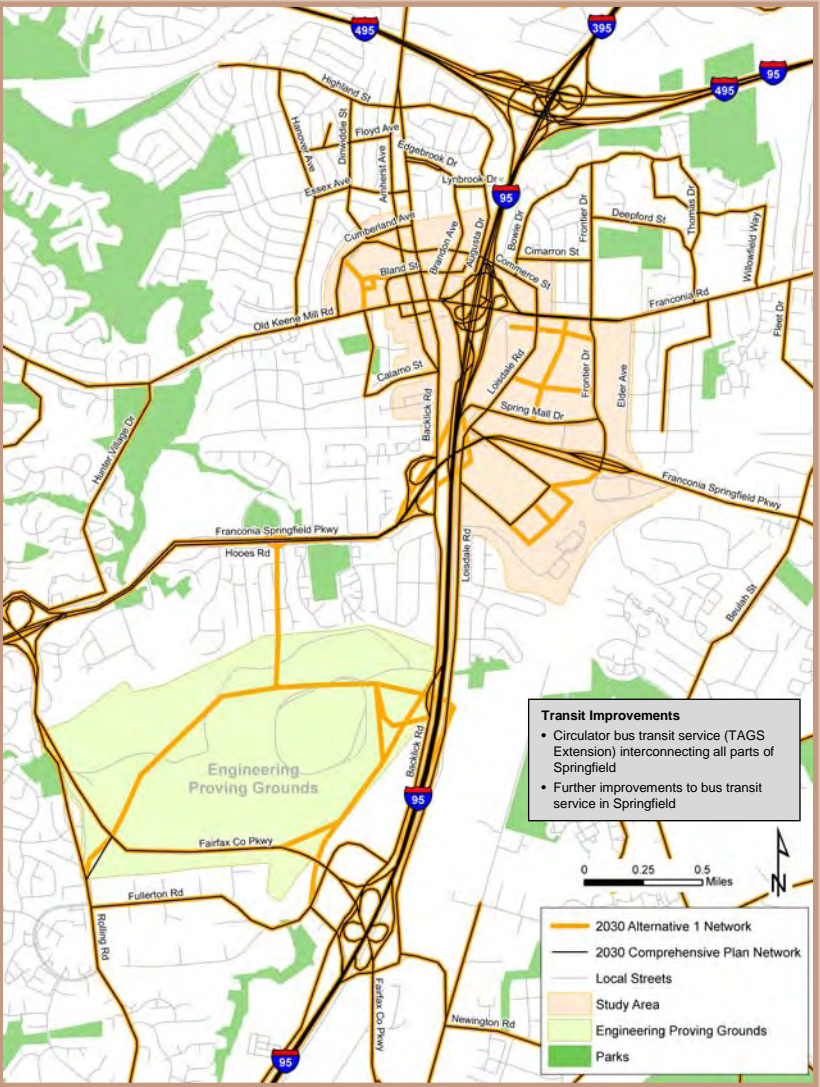 495
395
95
495
Highland St
Hanover Ave
Dinwiddie St
Floyd Ave
Amherst Ave
Edgebrook Dr
Lynbrook Dr
Essex Ave
95
Thomas Dr
Deepford St
Willowfield Way
Cumberland Ave
Brandon Ave
Augusta Dr
Bowie Dr
Frontier Dr
Cimarron St
Bland St
Commerce St
Franconia Rd
Old Keene Mill Rd
Fleet Dr
Calamo St
Loisdale Rd
Frontier Dr
Elder Ave
Backlick Rd
Spring Mall Dr
Hunter Village Dr
Franconia Springfield Pkwy
Franconia Springfield Pkwy
Hooes Rd
Loisdale Rd
Beulah St
Transit Improvements
• Circulator bus transit service (TAGS
Extension) interconnecting all parts of
Springfield
• Further improvements to bus transit
service in Springfield
Backlick Rd
Engineering
Proving Grounds
95
Fairfax Co Pkwy
N
0 0.25 0.5
Miles
Fullerton Rd
Rolling Rd
Fairfax Co Pkwy
Newington Rd
95
2030 Alternative 1 Network
2030 Comprehensive Plan Network
Local Streets
Study Area
Engineering Proving Grounds
Parks